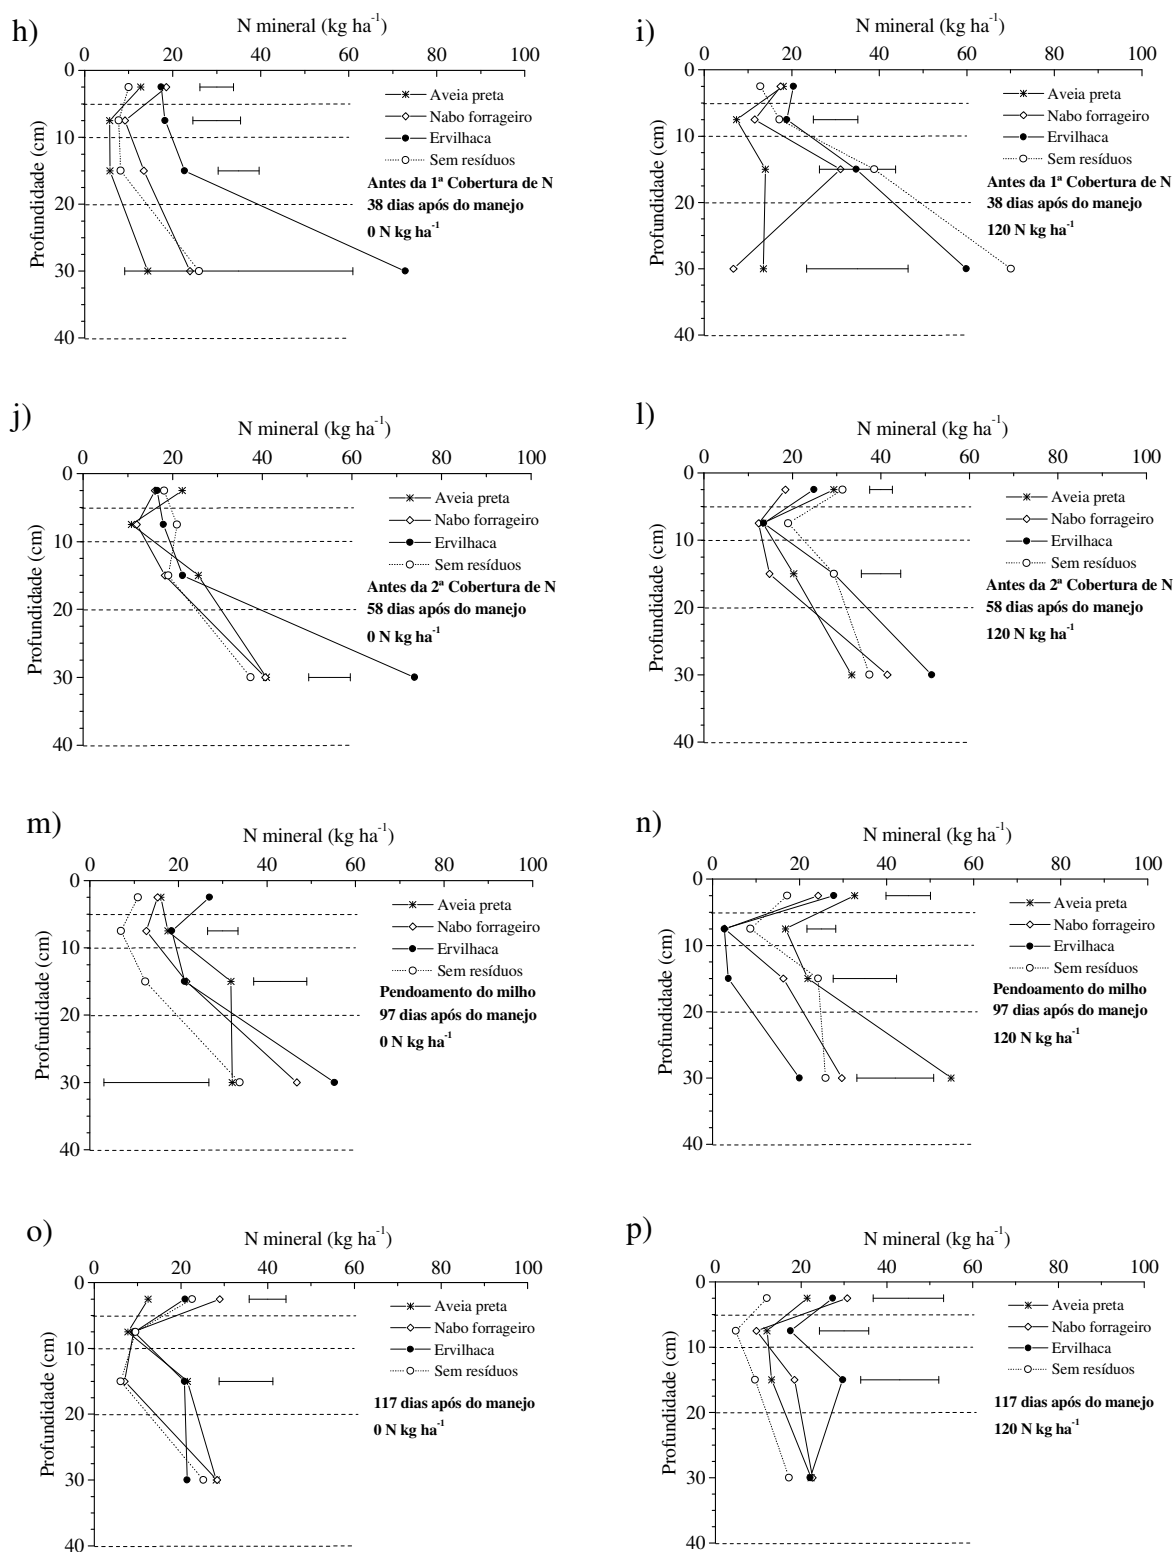 h)
N mineral (kg ha⁻¹)
0 20 40 60 80 100
0
10
20
30
40
Profundidade (cm)
Aveia preta
Nabo forrageiro
Ervilhaca
Sem resíduos
Antes da 1ª Cobertura de N
38 dias após do manejo
0 N kg ha⁻¹
i)
N mineral (kg ha⁻¹)
0 20 40 60 80 100
0
10
20
30
40
Profundidade (cm)
Aveia preta
Nabo forrageiro
Ervilhaca
Sem resíduos
Antes da 1ª Cobertura de N
38 dias após do manejo
120 N kg ha⁻¹
j)
N mineral (kg ha⁻¹)
0 20 40 60 80 100
0
10
20
30
40
Profundidade (cm)
Aveia preta
Nabo forrageiro
Ervilhaca
Sem resíduos
Antes da 2ª Cobertura de N
58 dias após do manejo
0 N kg ha⁻¹
l)
N mineral (kg ha⁻¹)
0 20 40 60 80 100
0
10
20
30
40
Profundidade (cm)
Aveia preta
Nabo forrageiro
Ervilhaca
Sem resíduos
Antes da 2ª Cobertura de N
58 dias após do manejo
120 N kg ha⁻¹
m)
N mineral (kg ha⁻¹)
0 20 40 60 80 100
0
10
20
30
40
Profundidade (cm)
Aveia preta
Nabo forrageiro
Ervilhaca
Sem resíduos
Pendoamento do milho
97 dias após do manejo
0 N kg ha⁻¹
n)
N mineral (kg ha⁻¹)
0 20 40 60 80 100
0
10
20
30
40
Profundidade (cm)
Aveia preta
Nabo forrageiro
Ervilhaca
Sem resíduos
Pendoamento do milho
97 dias após do manejo
120 N kg ha⁻¹
o)
N mineral (kg ha⁻¹)
0 20 40 60 80 100
0
10
20
30
40
Profundidade (cm)
Aveia preta
Nabo forrageiro
Ervilhaca
Sem resíduos
117 dias após do manejo
0 N kg ha⁻¹
p)
N mineral (kg ha⁻¹)
0 20 40 60 80 100
0
10
20
30
40
Profundidade (cm)
Aveia preta
Nabo forrageiro
Ervilhaca
Sem resíduos
117 dias após do manejo
120 N kg ha⁻¹